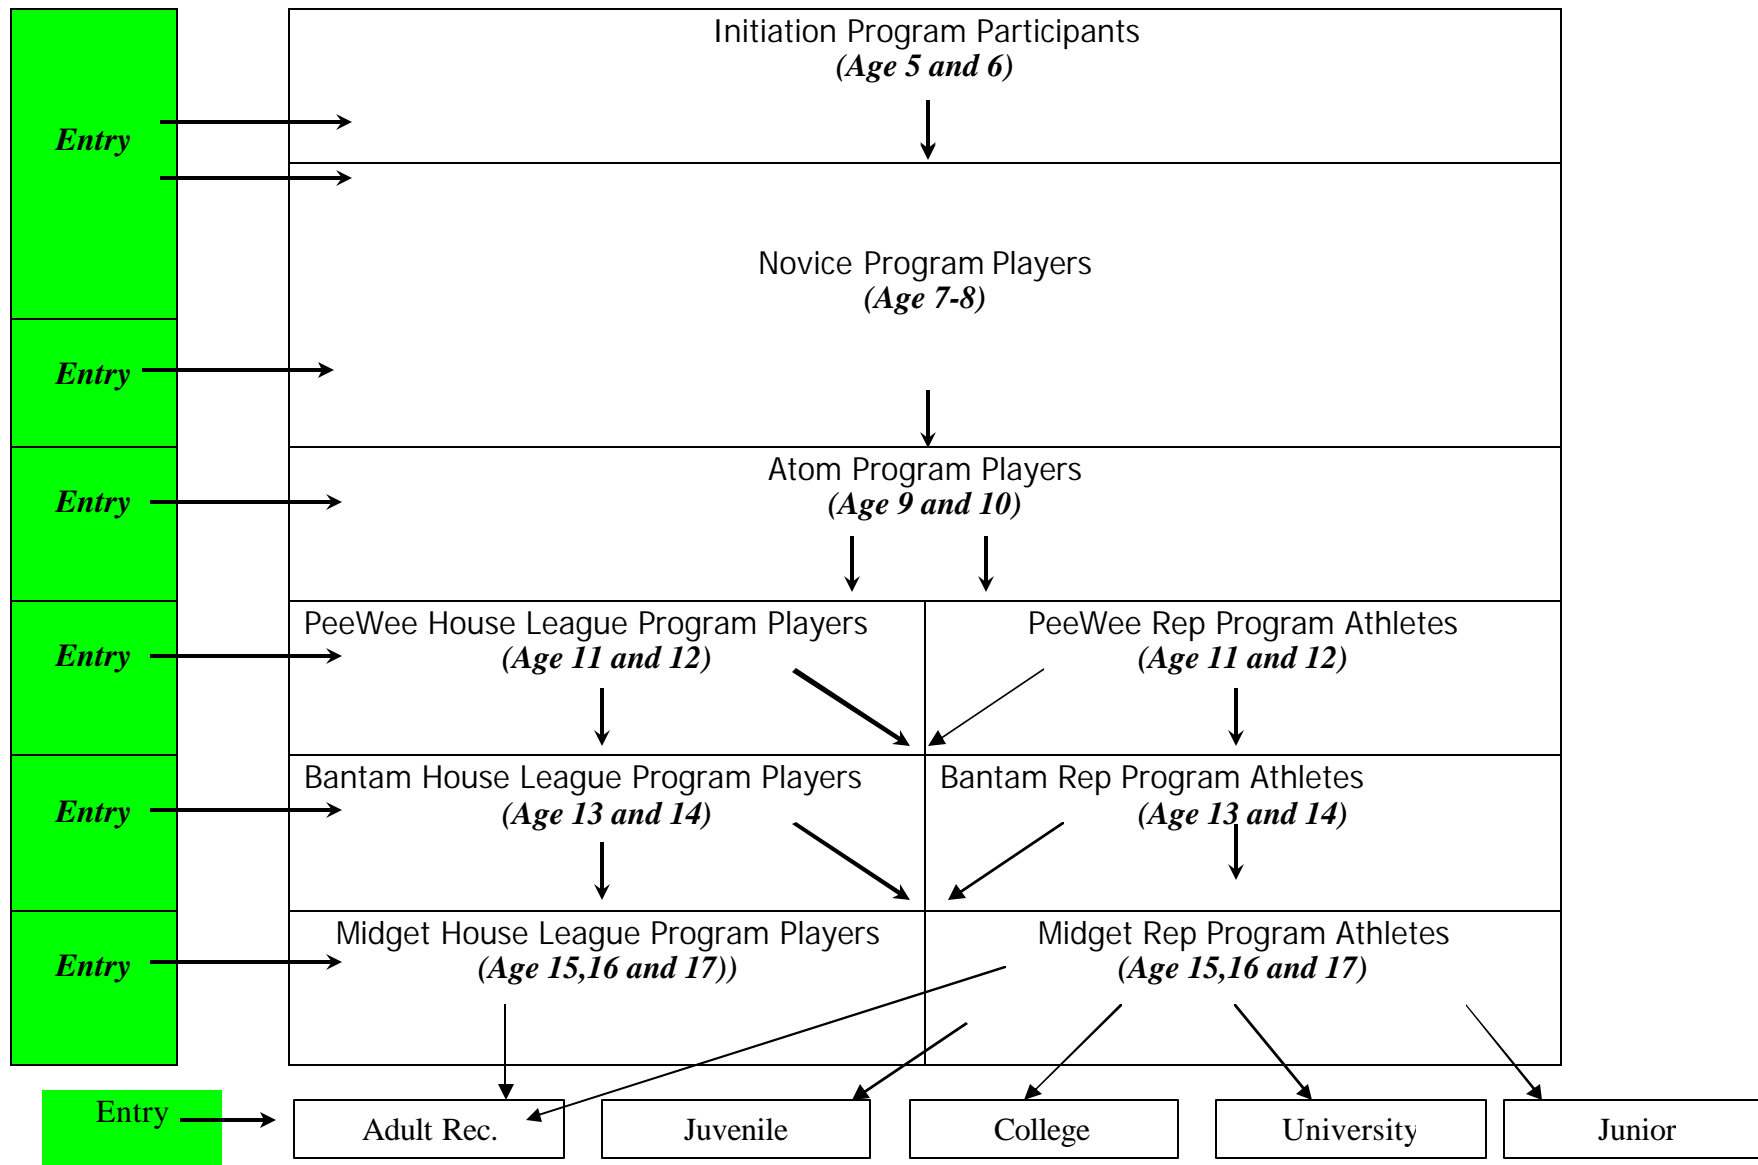 Initiation Program Participants
(Age 5 and 6)
Entry
Novice Program Players
(Age 7-8)
Entry
Atom Program Players
Entry
(Age 9 and 10)
PeeWee House League Program Players
PeeWee Rep Program Athletes
Entry
(Age 11 and 12)
(Age 11 and 12)
Bantam House League Program Players
Bantam Rep Program Athletes
Entry
(Age 13 and 14)
(Age 13 and 14)
Midget House League Program Players
Midget Rep Program Athletes
Entry
(Age 15,16 and 17))
(Age 15,16 and 17)
Entry
Adult Rec.
Juvenile
College
University
Junior